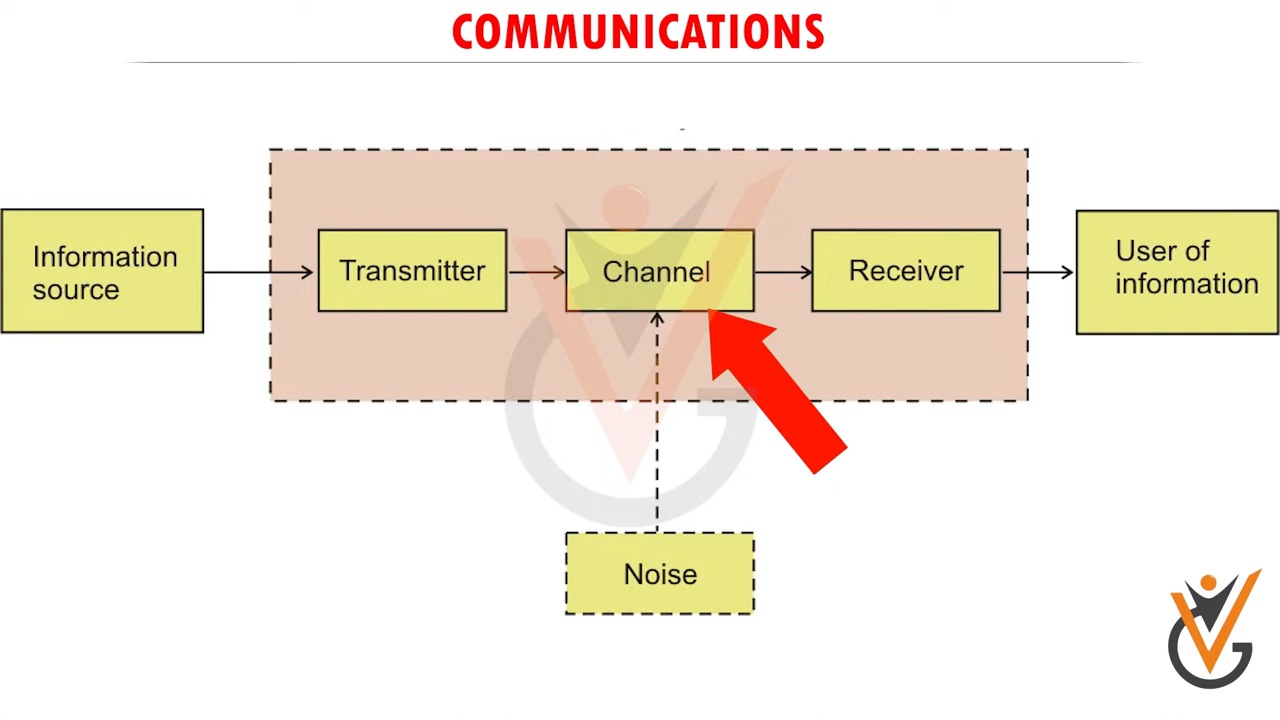 COMMUNICATIONS
Information
source
Transmitter
Channel
Receiver
User of
information
Noise